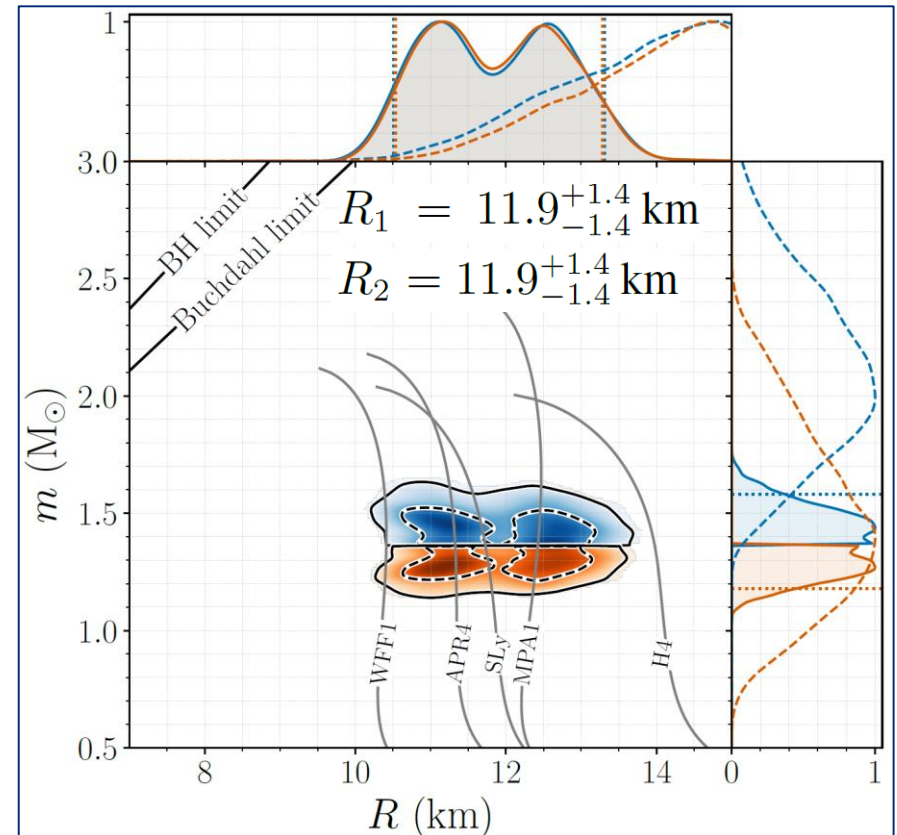 1
3.0
BH limit
Buchdahl limit
R₁ = 11.9⁺¹·⁴₋₁.₄ km
R₂ = 11.9⁺¹·⁴₋₁.₄ km
2.5
2.0
1.5
1.0
0.5
m (M⊙)
WFF1
APR4
SLy
MPA1
H4
8 10 12 14 0 1
R (km)